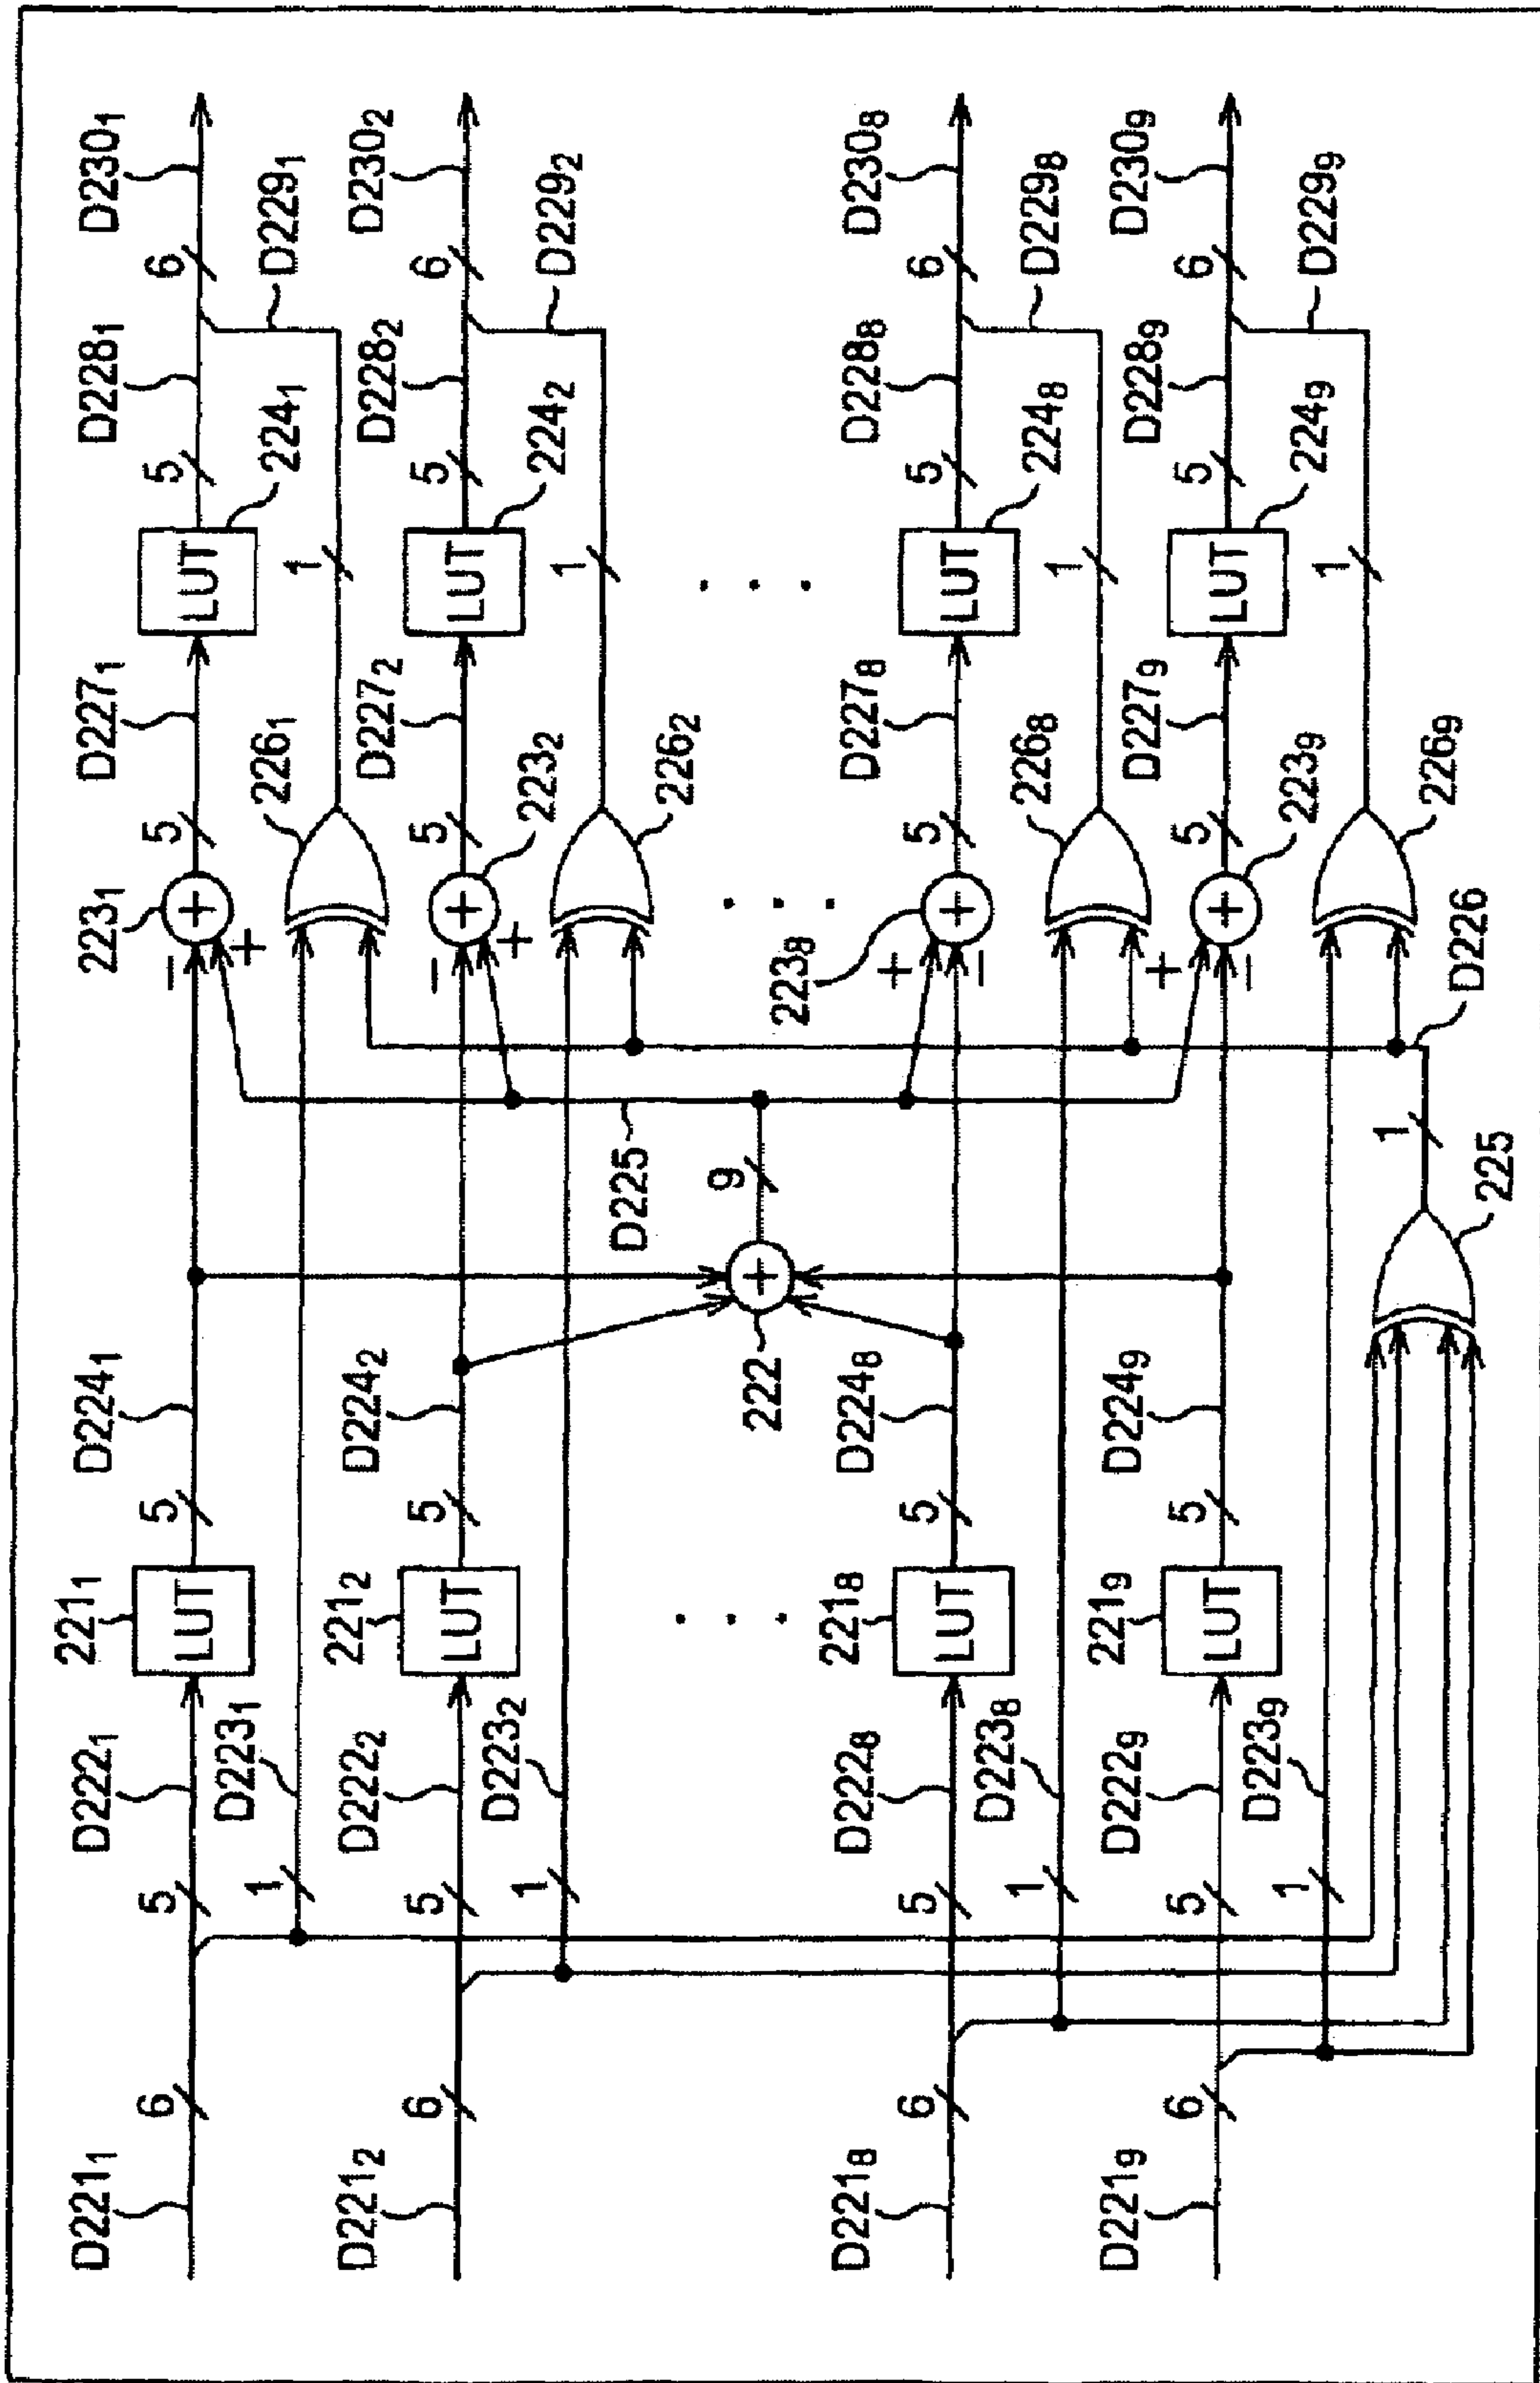 D221₁ 6 5 D222₁ 221₁ LUT 5 D224₁ 223₁ − + 5 D227₁ LUT 224₁ 5 D228₁ 6 D230₁
1 D223₁ 226₁ 1 D229₁
D221₂ 6 5 D222₂ 221₂ LUT 5 D224₂ − + 223₂ 5 D227₂ LUT 224₂ 5 D228₂ 6 D230₂
1 D223₂ 226₂ 1 D229₂
D225 9
222 +
. . . . . . . . .
D221₈ 6 5 D222₈ 221₈ LUT 5 D224₈ 223₈ + − + 5 D227₈ LUT 224₈ 5 D228₈ 6 D230₈
1 D223₈ 226₈ 1 D229₈
D221₉ 6 5 D222₉ 221₉ LUT 5 D224₉ + − + 223₉ 5 D227₉ LUT 224₉ 5 D228₉ 6 D230₉
1 D223₉ 226₉ 1 D229₉
225 1 D226